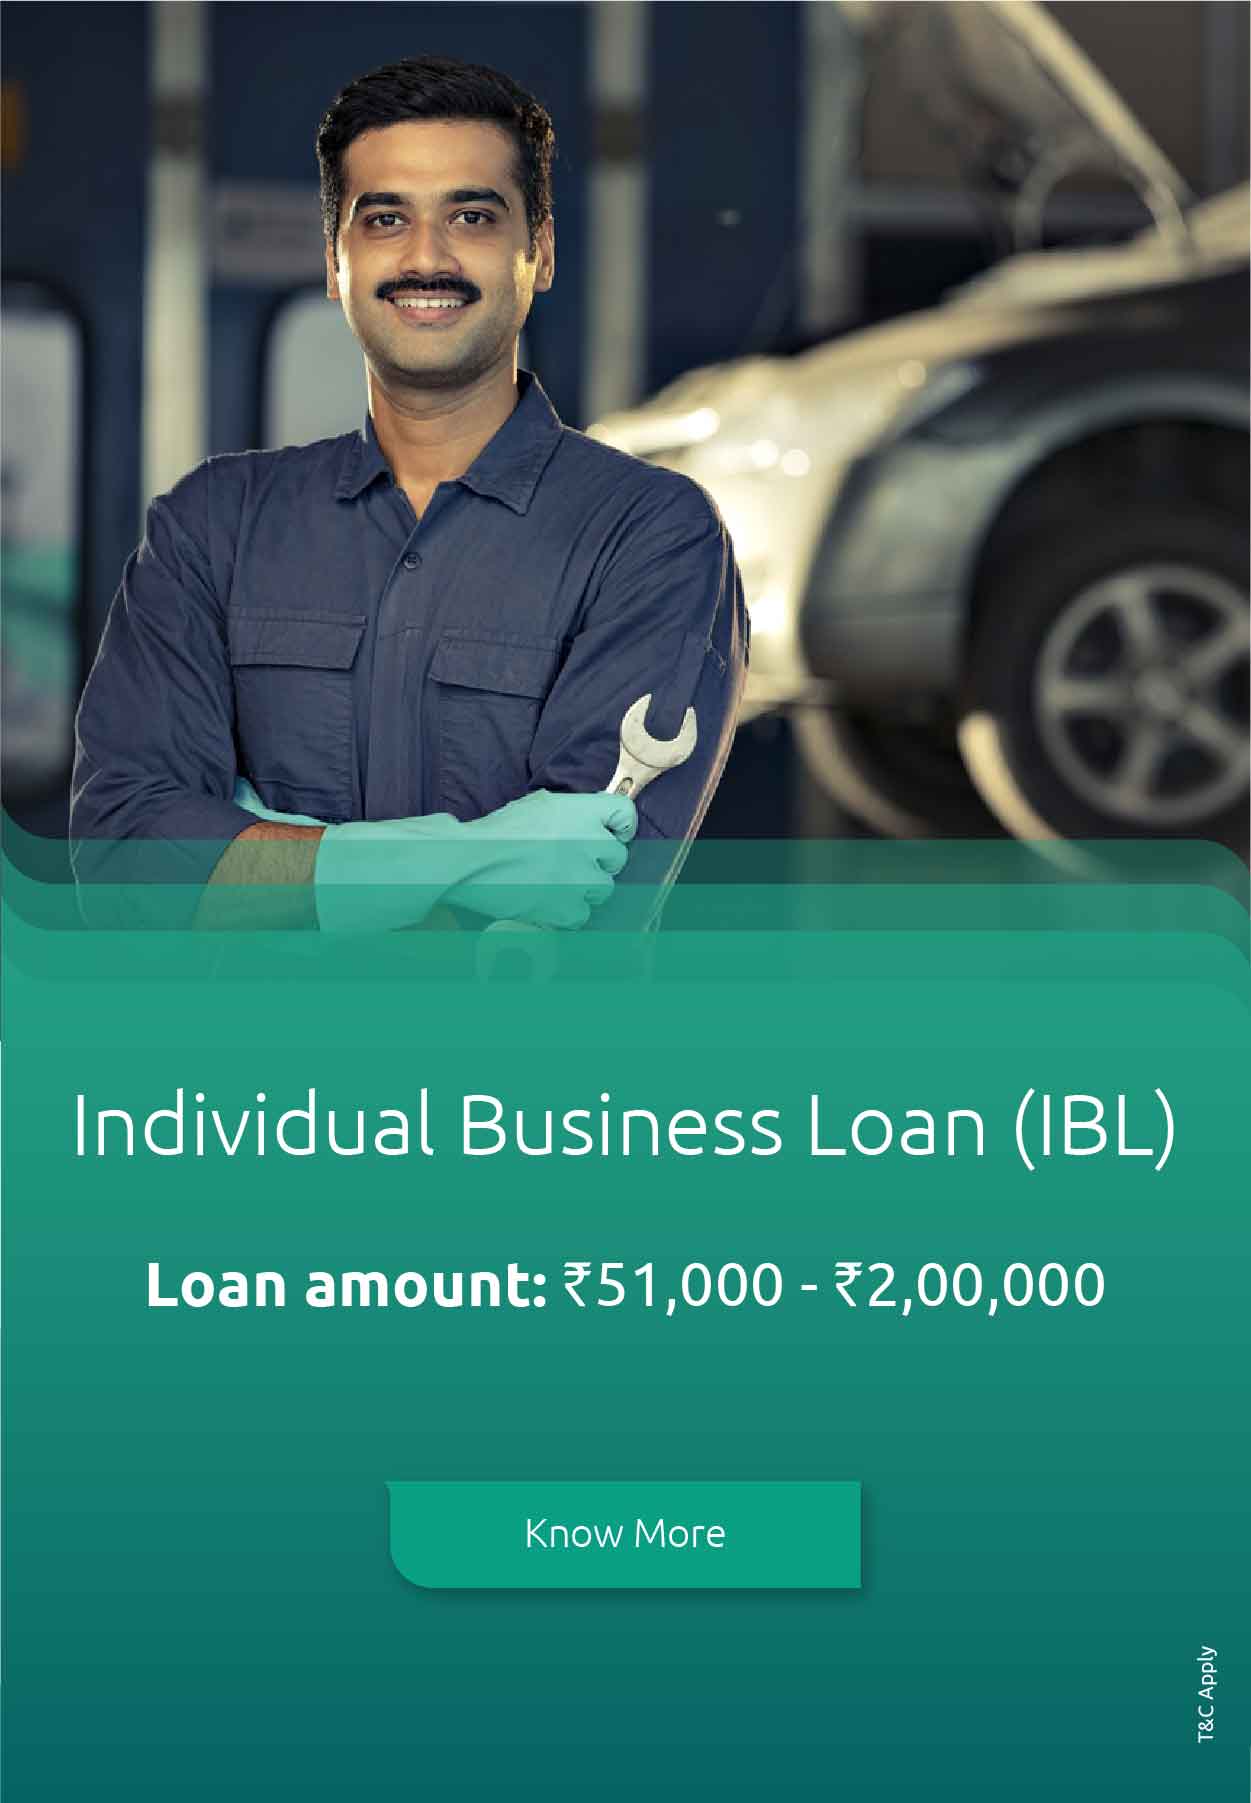 Individual Business Loan (IBL)
Loan amount: ₹51,000 - ₹2,00,000
Know More
T&C Apply